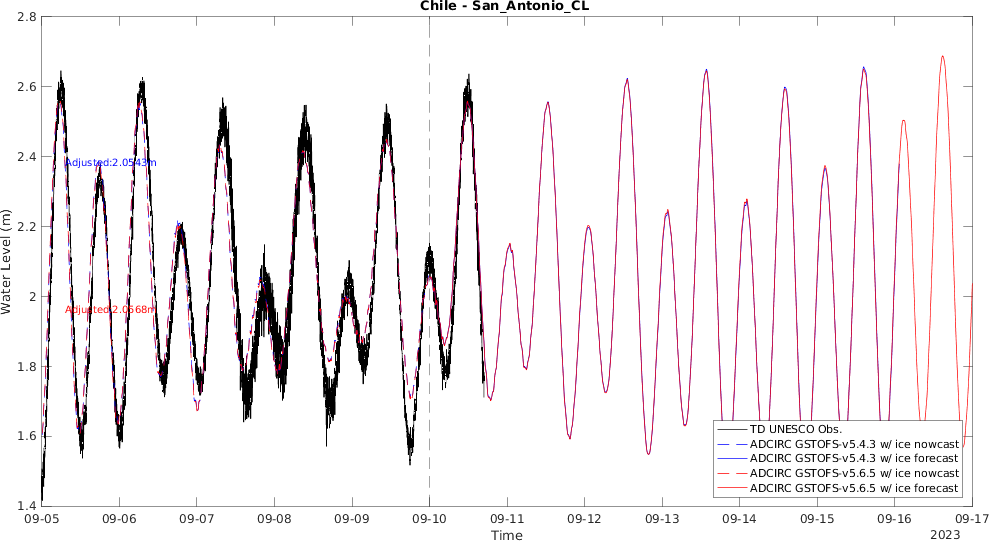 Chile - San_Antonio_CL
2.8
2.6
2.4
2.2
2
1.8
1.6
1.4
Water Level (m)
Adjusted:2.0543m
Adjusted:2.0568m
TD UNESCO Obs.
ADCIRC GSTOFS-v5.4.3 w/ ice nowcast
ADCIRC GSTOFS-v5.4.3 w/ ice forecast
ADCIRC GSTOFS-v5.6.5 w/ ice nowcast
ADCIRC GSTOFS-v5.6.5 w/ ice forecast
09-05 09-06 09-07 09-08 09-09 09-10 09-11 09-12 09-13 09-14 09-15 09-16 09-17
Time
2023